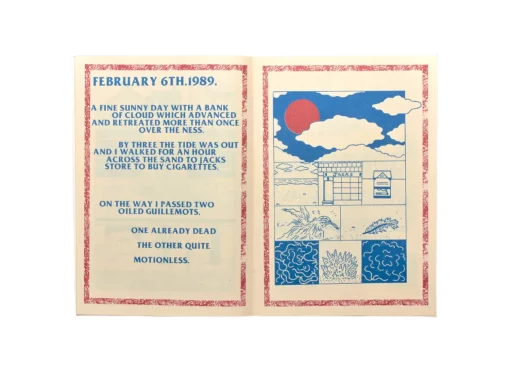 FEBRUARY 6TH.1989.
A FINE SUNNY DAY WITH A BANK
OF CLOUD WHICH ADVANCED
AND RETREATED MORE THAN ONCE
OVER THE NESS.
BY THREE THE TIDE WAS OUT
AND I WALKED FOR AN HOUR
ACROSS THE SAND TO JACKS
STORE TO BUY CIGARETTES.
ON THE WAY I PASSED TWO
OILED GUILLEMOTS.
ONE ALREADY DEAD
THE OTHER QUITE
MOTIONLESS.